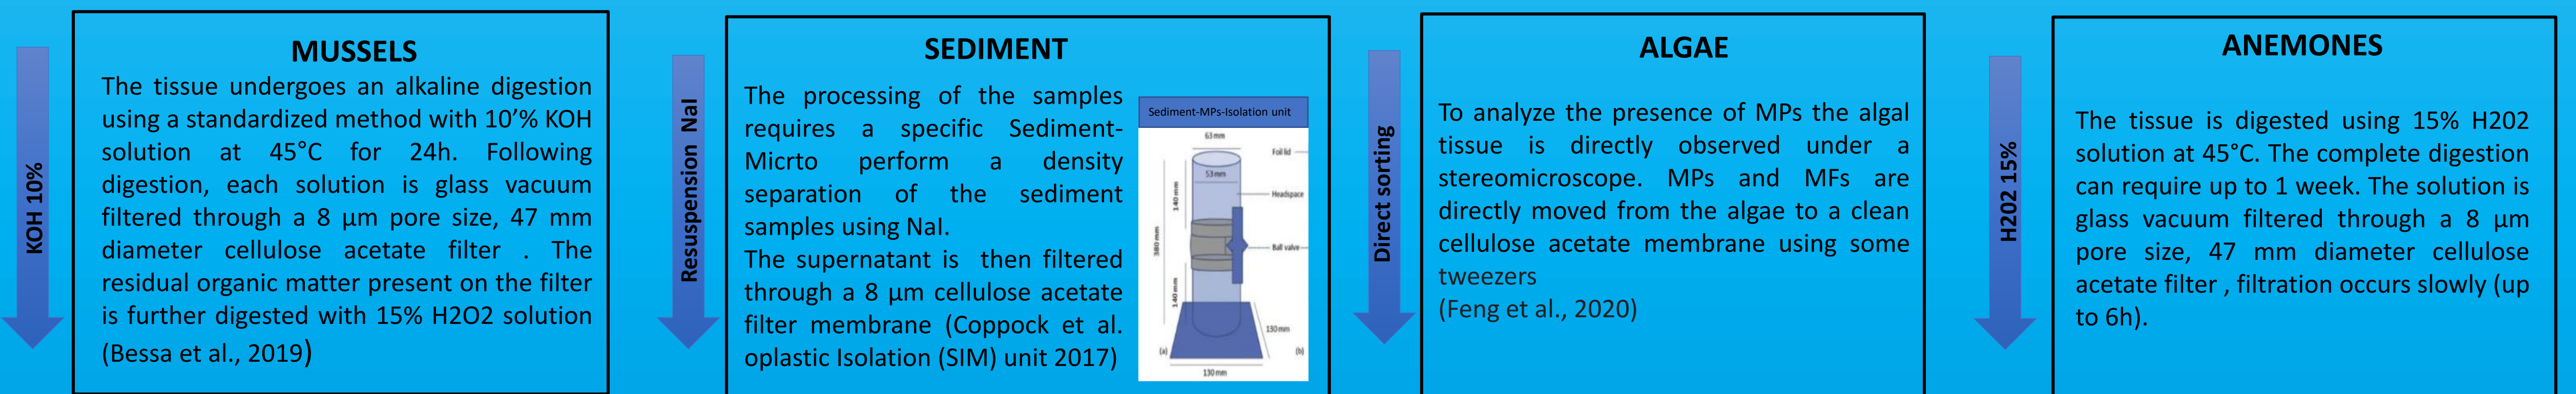 KOH 10%
MUSSELS
The tissue undergoes an alkaline digestion
using a standardized method with 10’% KOH
solution at 45°C for 24h. Following
digestion, each solution is glass vacuum
filtered through a 8 µm pore size, 47 mm
diameter cellulose acetate filter . The
residual organic matter present on the filter
is further digested with 15% H2O2 solution
(Bessa et al., 2019)
Resuspension NaI
SEDIMENT
The processing of the samples
requires a specific Sediment-
Micrto perform a density
separation of the sediment
samples using NaI.
The supernatant is then filtered
through a 8 µm cellulose acetate
filter membrane (Coppock et al.
oplastic Isolation (SIM) unit 2017)
Sediment-MPs-Isolation unit
63 mm
Foil lid
53 mm
140 mm
Headspace
380 mm
Ball valve
140 mm
130 mm
(a)
(b)
130 mm
Direct sorting
ALGAE
To analyze the presence of MPs the algal
tissue is directly observed under a
stereomicroscope. MPs and MFs are
directly moved from the algae to a clean
cellulose acetate membrane using some
tweezers
(Feng et al., 2020)
H202 15%
ANEMONES
The tissue is digested using 15% H202
solution at 45°C. The complete digestion
can require up to 1 week. The solution is
glass vacuum filtered through a 8 µm
pore size, 47 mm diameter cellulose
acetate filter , filtration occurs slowly (up
to 6h).